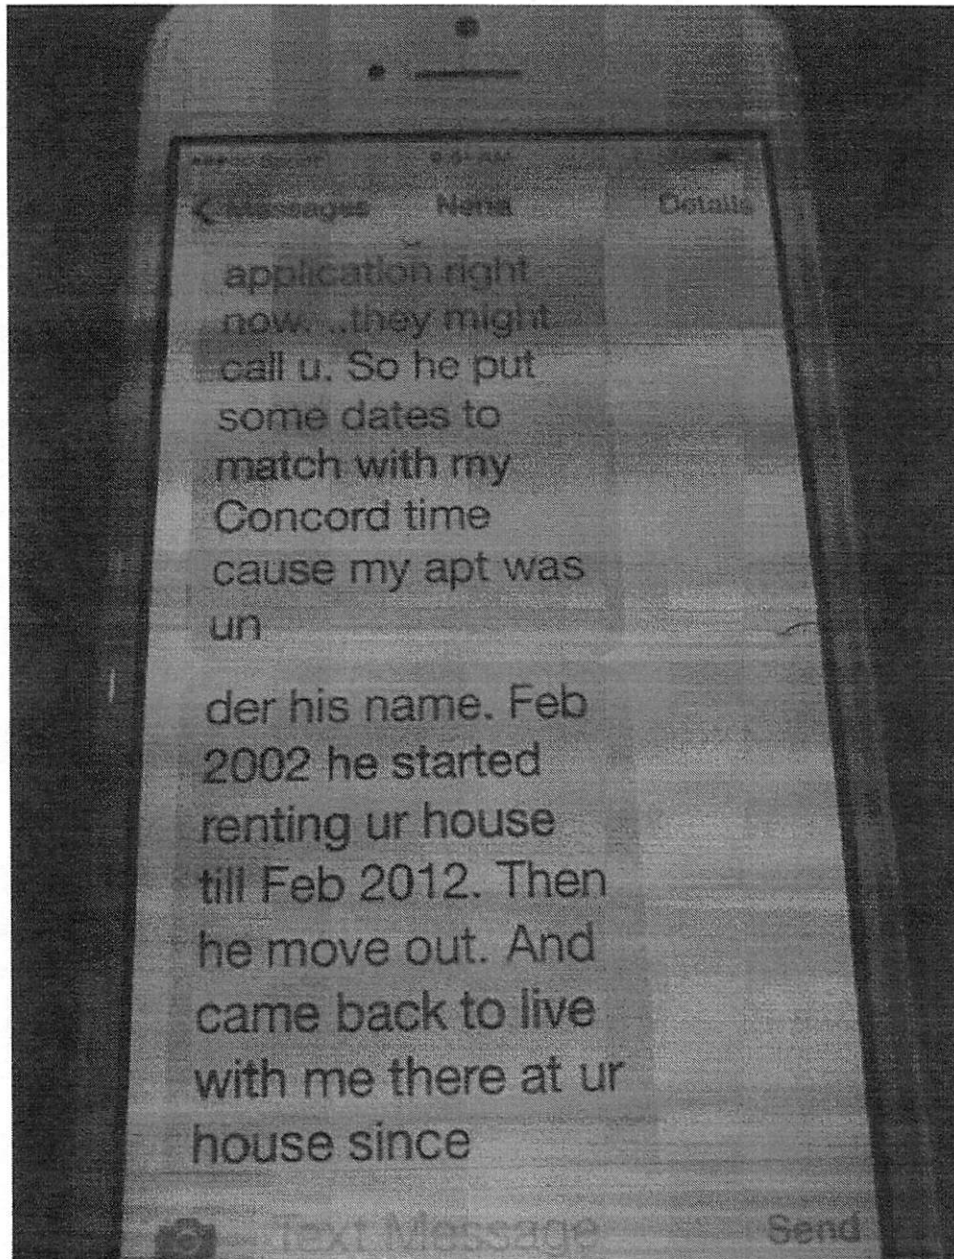 Messages Nena Details
application right
now. ..they might
call u. So he put
some dates to
match with my
Concord time
cause my apt was
un
der his name. Feb
2002 he started
renting ur house
till Feb 2012. Then
he move out. And
came back to live
with me there at ur
house since
Text Message Send